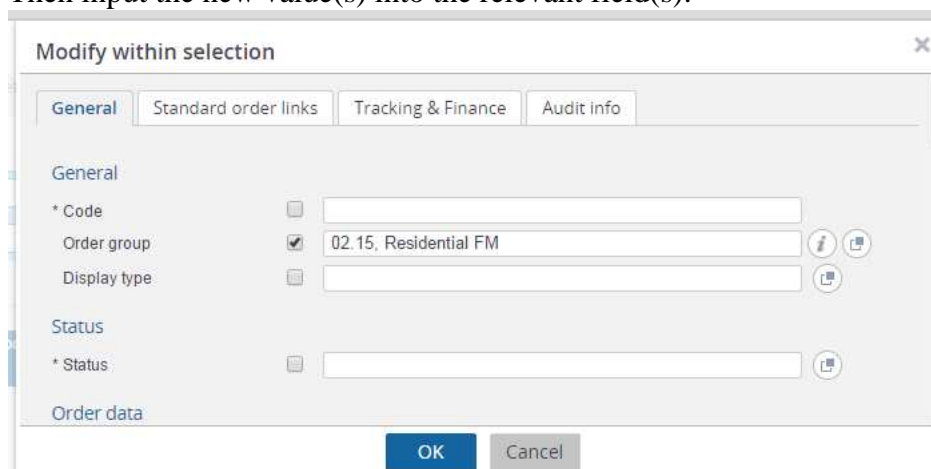 Then input the new value(s) into the relevant field(s).
Modify within selection
General Standard order links Tracking & Finance Audit info
General
* Code
Order group 02.15, Residential FM
Display type
Status
* Status
Order data
OK Cancel